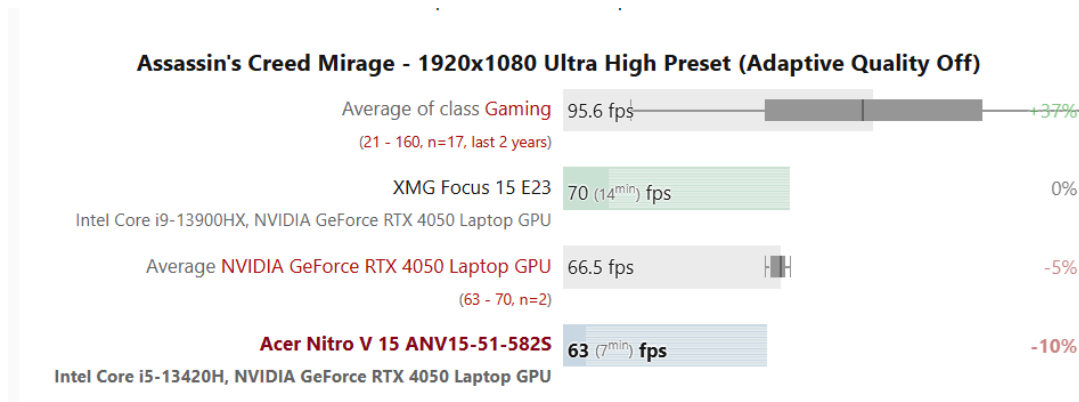 Assassin's Creed Mirage - 1920x1080 Ultra High Preset (Adaptive Quality Off)
Average of class Gaming 95.6 fps +37%
(21 - 160, n=17, last 2 years)
XMG Focus 15 E23 70 (14min) fps 0%
Intel Core i9-13900HX, NVIDIA GeForce RTX 4050 Laptop GPU
Average NVIDIA GeForce RTX 4050 Laptop GPU 66.5 fps -5%
(63 - 70, n=2)
Acer Nitro V 15 ANV15-51-582S 63 (7min) fps -10%
Intel Core i5-13420H, NVIDIA GeForce RTX 4050 Laptop GPU